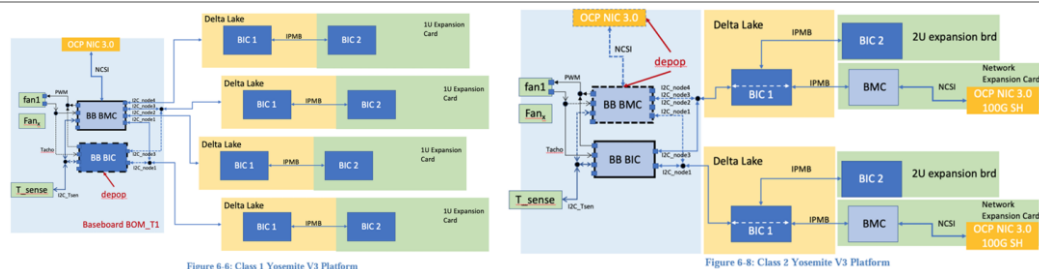 Delta Lake
1U Expansion
Card
OCP NIC 3.0
BIC 1
IPMB
BIC 2
NCSI
fan1
PWM
Fanx
BB BMC
I2C_node4
I2C_node3
I2C_node2
I2C_node1
Delta Lake
1U Expansion
Card
BIC 1
IPMB
BIC 2
Tacho
BB BIC
I2C_node3
I2C_node1
Delta Lake
1U Expansion
Card
BIC 1
IPMB
BIC 2
T_sense
I2C_Tsen
depop
Baseboard BOM_T1
Delta Lake
1U Expansion
Card
BIC 1
IPMB
BIC 2
Figure 6-6: Class 1 Yosemite V3 Platform
OCP NIC 3.0
depop
NCSI
Delta Lake
BIC 2
2U expansion brd
IPMB
fan1
PWM
Fanx
BB BMC
I2C_node4
I2C_node3
I2C_node2
I2C_node1
BIC 1
IPMB
BMC
NCSI
Network
Expansion Card
OCP NIC 3.0
100G SH
Tacho
BB BIC
I2C_node3
I2C_node1
T_sense
I2C_Tsen
Delta Lake
BIC 2
2U expansion brd
IPMB
BIC 1
IPMB
BMC
NCSI
Network
Expansion Card
OCP NIC 3.0
100G SH
Figure 6-8: Class 2 Yosemite V3 Platform